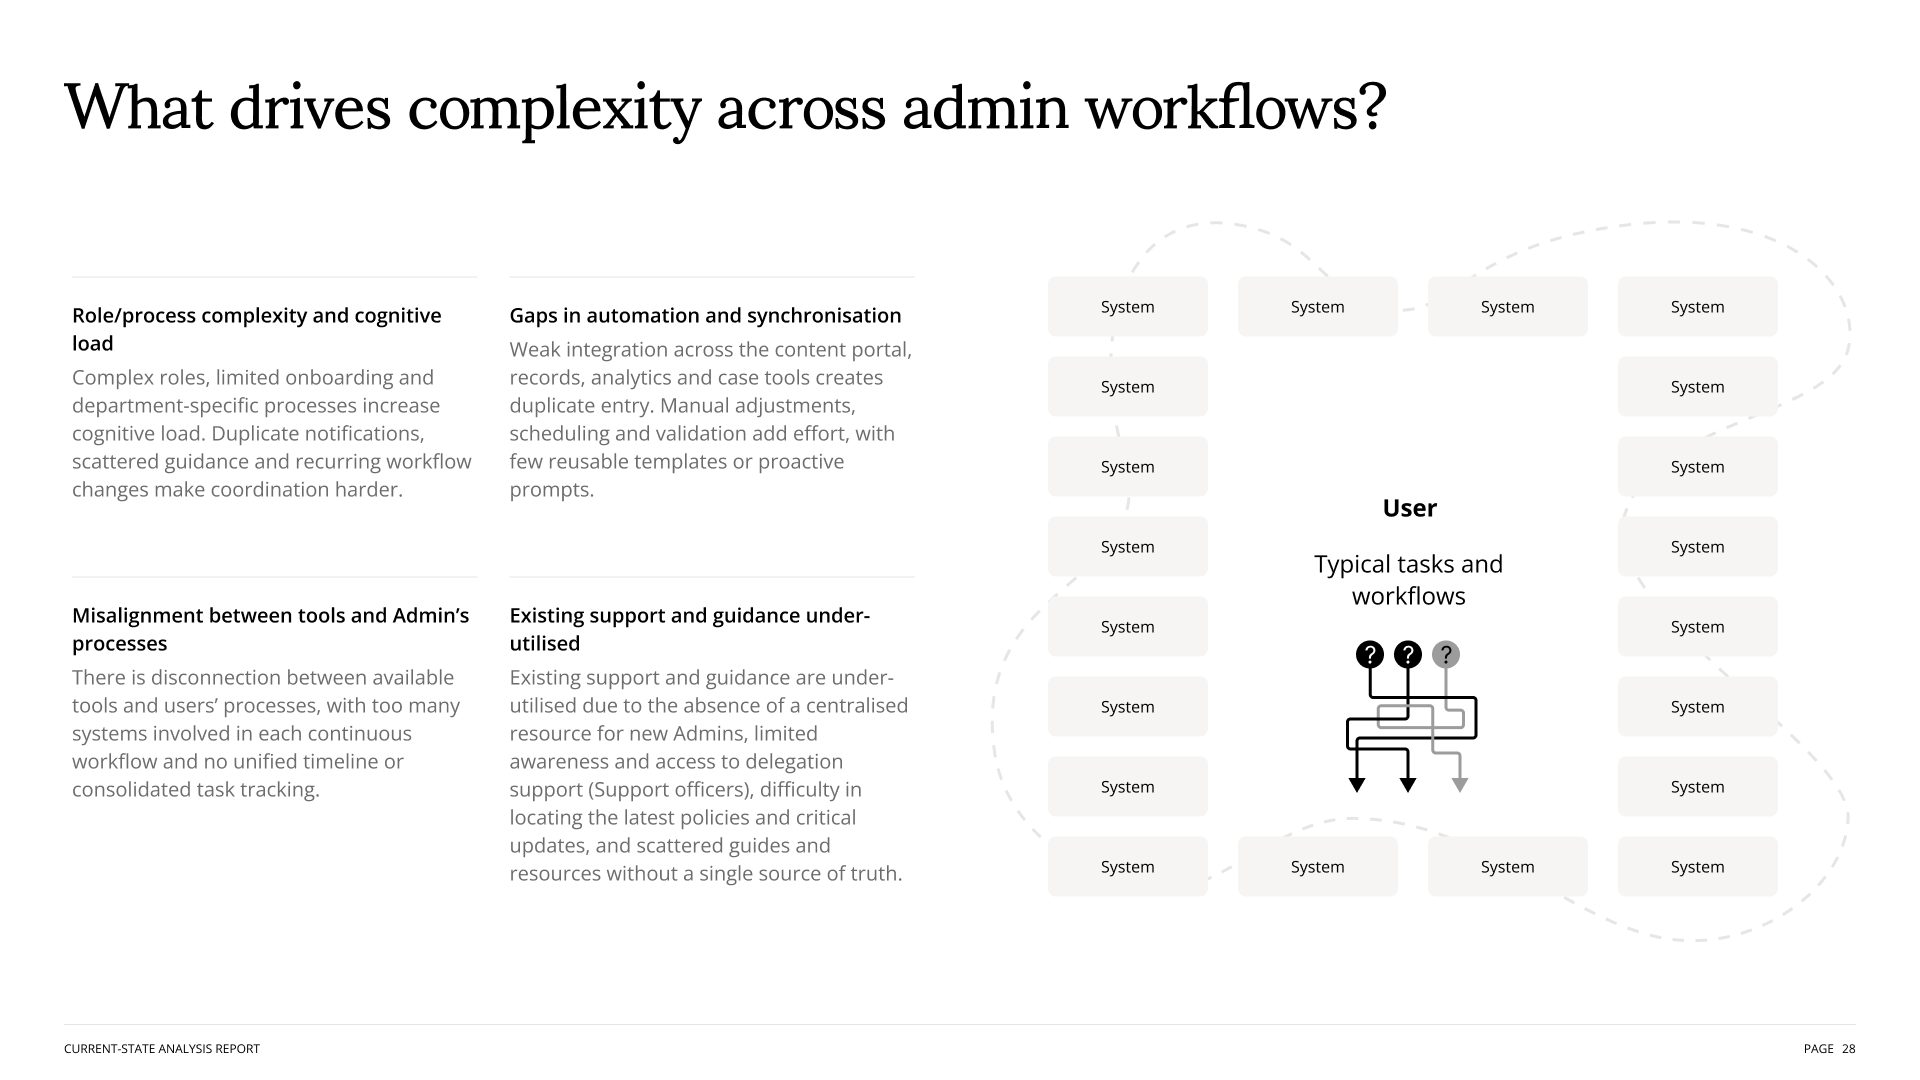 What drives complexity across admin workflows?
Role/process complexity and cognitive
load
Complex roles, limited onboarding and
department-specific processes increase
cognitive load. Duplicate notifications,
scattered guidance and recurring workflow
changes make coordination harder.
Gaps in automation and synchronisation
Weak integration across the content portal,
records, analytics and case tools creates
duplicate entry. Manual adjustments,
scheduling and validation add effort, with
few reusable templates or proactive
prompts.
Misalignment between tools and Admin’s
processes
There is disconnection between available
tools and users’ processes, with too many
systems involved in each continuous
workflow and no unified timeline or
consolidated task tracking.
Existing support and guidance under-
utilised
Existing support and guidance are under-
utilised due to the absence of a centralised
resource for new Admins, limited
awareness and access to delegation
support (Support officers), difficulty in
locating the latest policies and critical
updates, and scattered guides and
resources without a single source of truth.
System System System System
System System
System System
System System
System System
System System
System System
System System System System
User
Typical tasks and
workflows
? ? ?
CURRENT-STATE ANALYSIS REPORT
PAGE 28